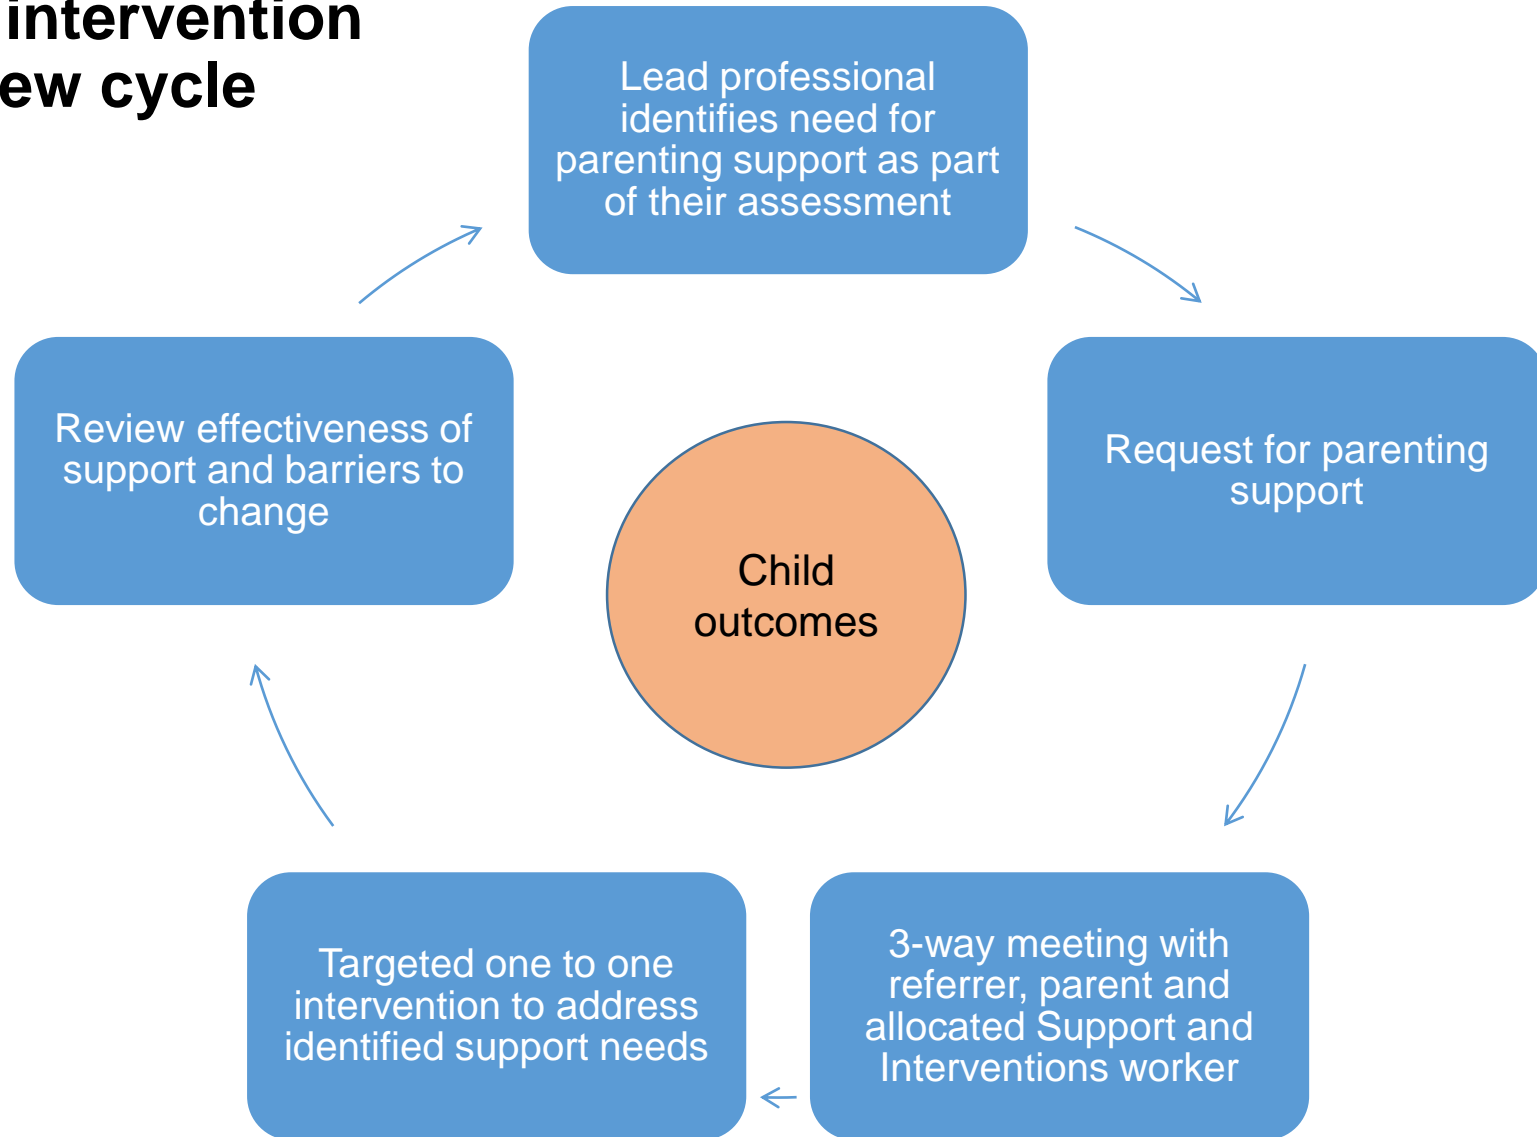 intervention
ew cycle
Lead professional
identifies need for
parenting support as part
of their assessment
Request for parenting
support
3-way meeting with
referrer, parent and
allocated Support and
Interventions worker
Targeted one to one
intervention to address
identified support needs
Review effectiveness of
support and barriers to
change
Child
outcomes